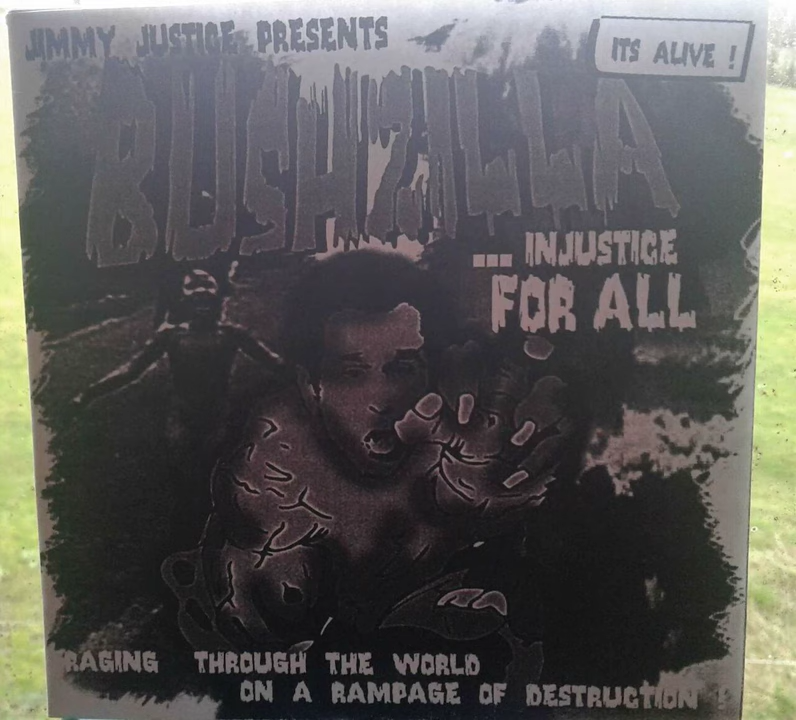 JIMMY JUSTICE PRESENTS
ITS ALIVE !
BUSHZILLA
... INJUSTICE
FOR ALL
RAGING THROUGH THE WORLD
ON A RAMPAGE OF DESTRUCTION !